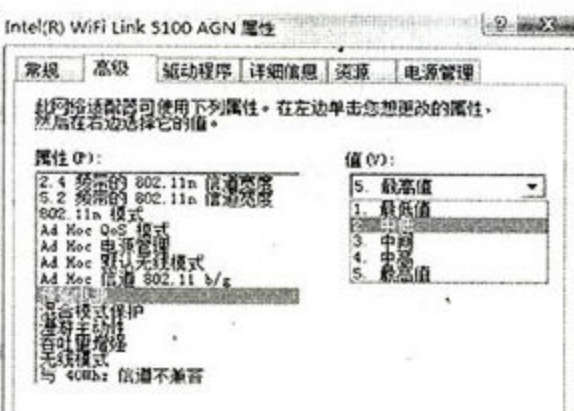 Intel(R) WiFi Link 5100 AGN 属性
常规 高级 驱动程序 详细信息 资源 电源管理
此网络适配器可使用下列属性。在左边单击您想更改的属性，
然后在右边选择它的值。
属性(P):
值(V):
2.4 频带的 802.11n 信道宽度
5.2 频带的 802.11n 信道宽度
802.11n 模式
Ad Hoc QoS 模式
Ad Hoc 电源管理
Ad Hoc 默认无线模式
Ad Hoc 信道 802.11 b/g
混合模式保护
漫游主动性
吞吐量增强
无线模式
与 40MHz 信道不兼容
5. 最高值
1. 最低值
2.
3. 中间
4. 中高
5. 最高值